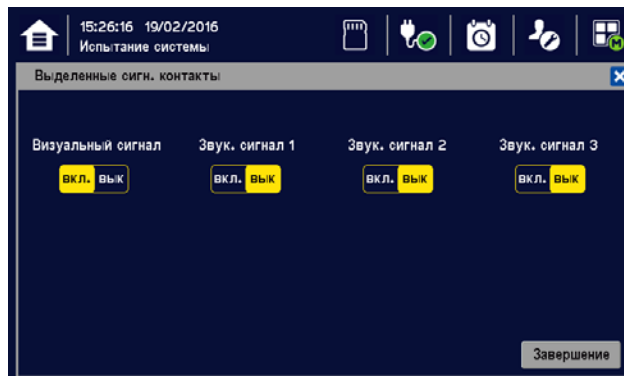 15:26:16 19/02/2016
Испытание системы
Выделенные сигн. контакты
Визуальный сигнал Звук. сигнал 1 Звук. сигнал 2 Звук. сигнал 3
вкл. вык вкл. вык вкл. вык вкл. вык
Завершение